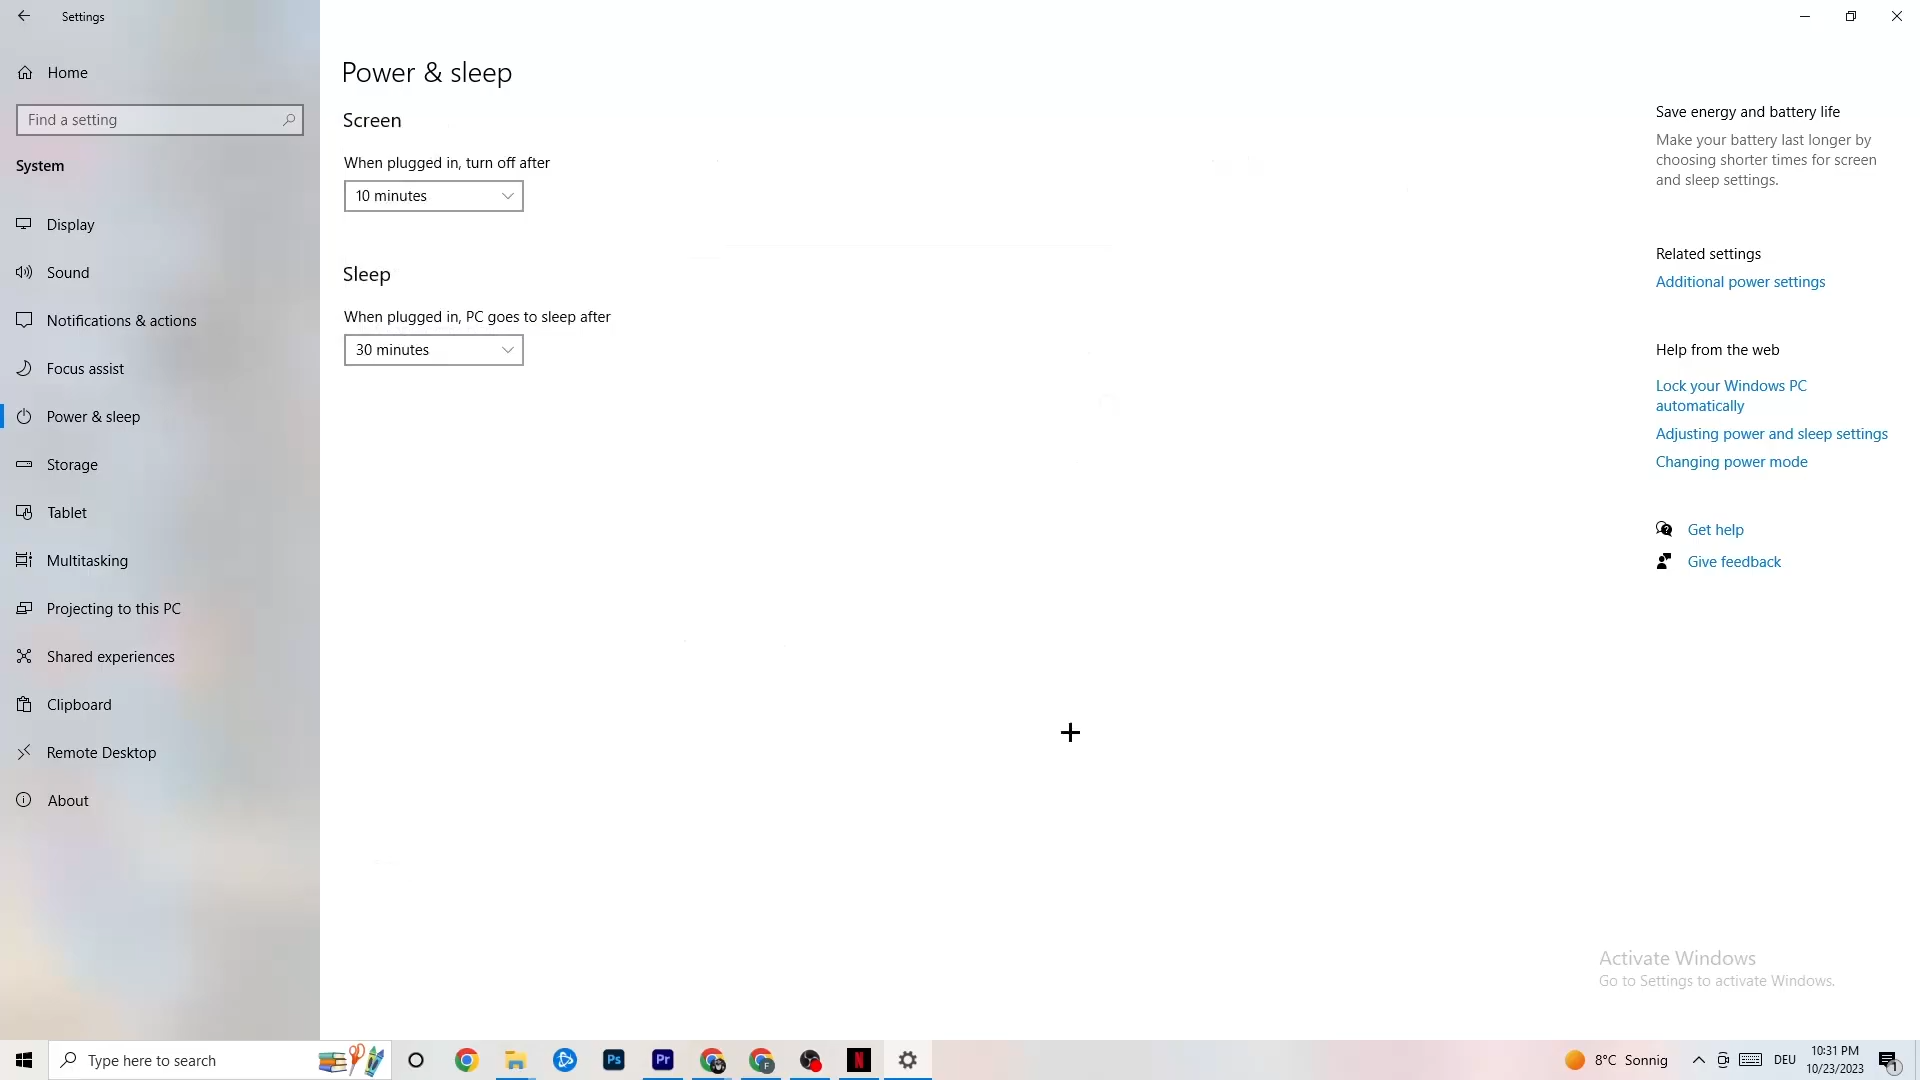 Settings
Home
Find a setting
System
Display
Sound
Notifications & actions
Focus assist
Power & sleep
Storage
Tablet
Multitasking
Projecting to this PC
Shared experiences
Clipboard
Remote Desktop
About
Power & sleep
Screen
When plugged in, turn off after
10 minutes
Sleep
When plugged in, PC goes to sleep after
30 minutes
Save energy and battery life
Make your battery last longer by
choosing shorter times for screen
and sleep settings.
Related settings
Additional power settings
Help from the web
Lock your Windows PC
automatically
Adjusting power and sleep settings
Changing power mode
Get help
Give feedback
Activate Windows
Go to Settings to activate Windows.
Type here to search
Ps
Pr
F
N
8°C Sonnig
DEU
10:31 PM
10/23/2023
1